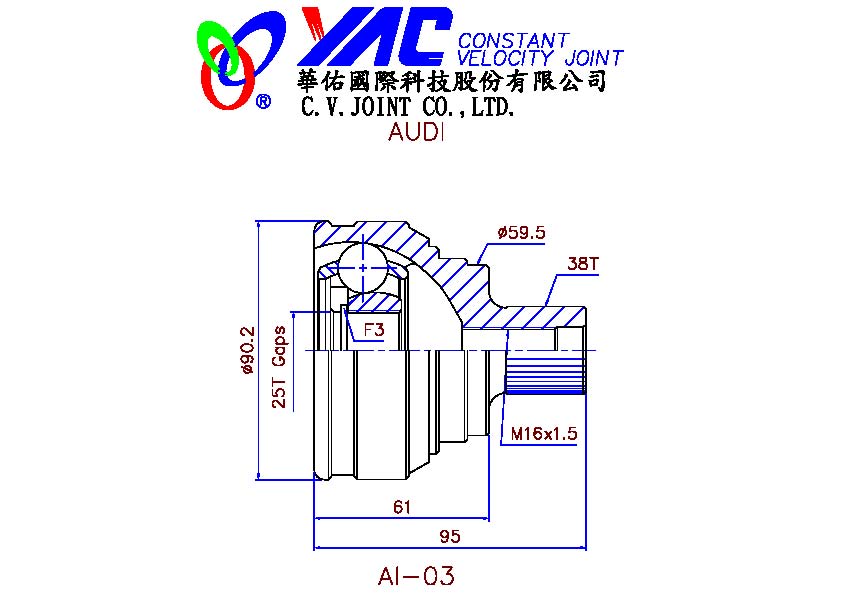 YAC CONSTANT
VELOCITY JOINT
®
華佑國際科技股份有限公司
C.V.JOINT CO.,LTD.
AUDI
ø59.5
38T
F3
ø90.2
25T Gaps
M16x1.5
61
95
AI-03